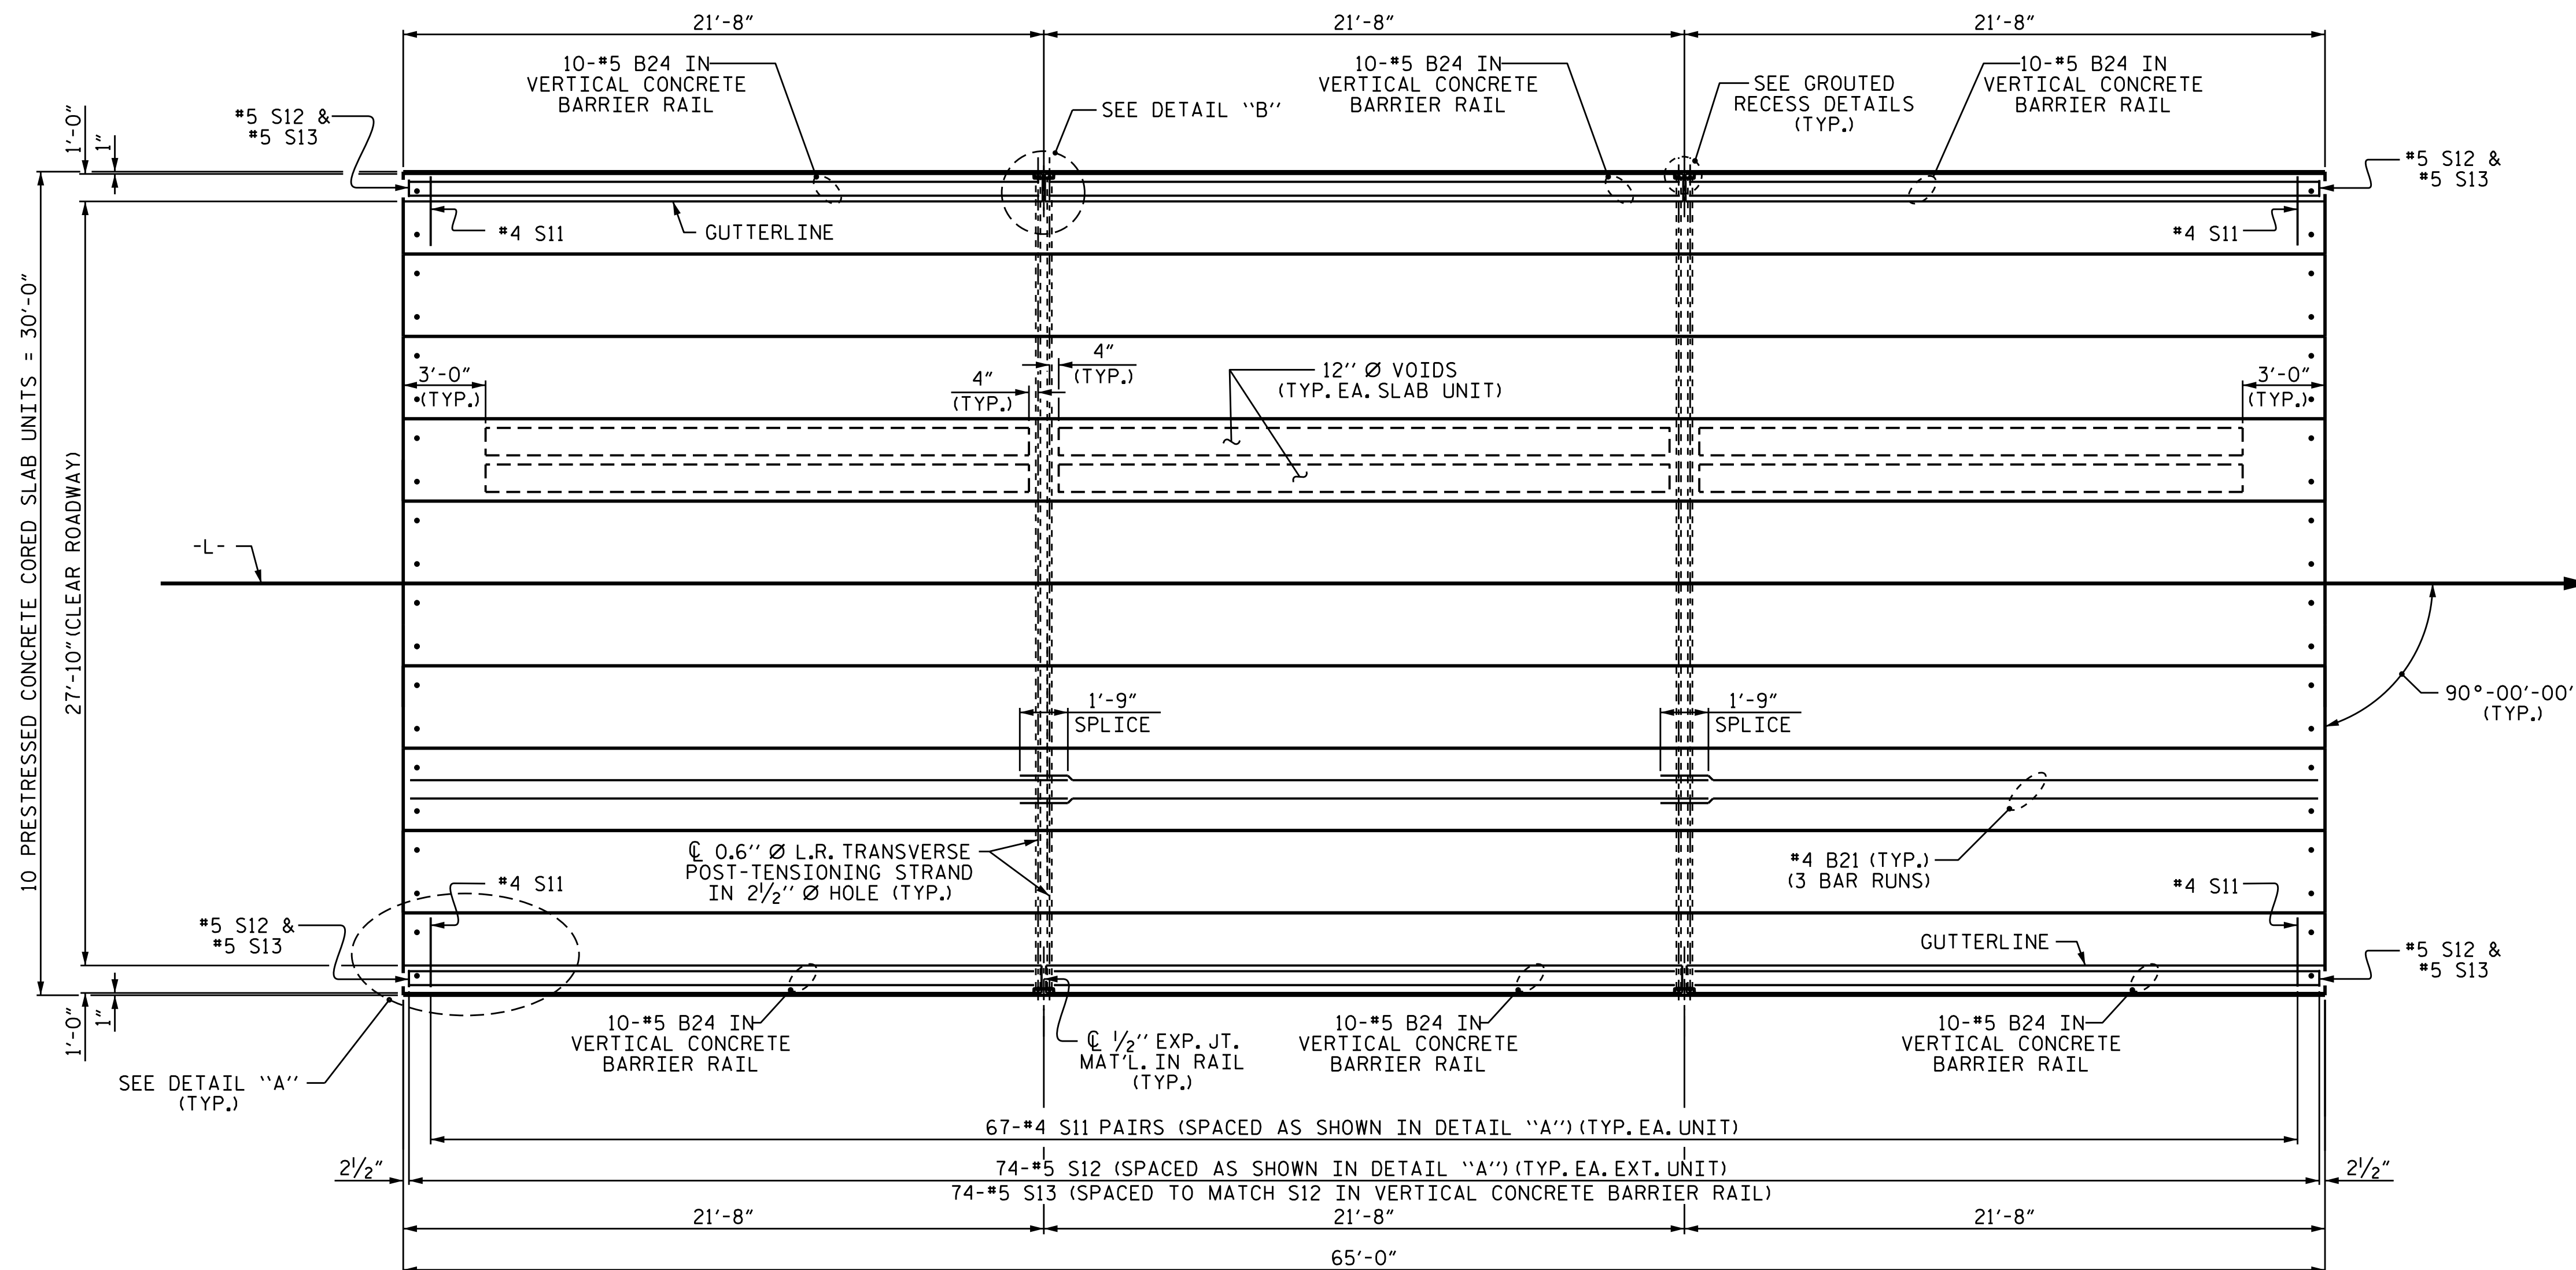 21'-8"
21'-8"
21'-8"
10-#5 B24 IN
VERTICAL CONCRETE
BARRIER RAIL
10-#5 B24 IN
VERTICAL CONCRETE
BARRIER RAIL
10-#5 B24 IN
VERTICAL CONCRETE
BARRIER RAIL
SEE GROUTED
RECESS DETAILS
(TYP.)
SEE DETAIL "B"
#5 S12 &
#5 S13
1'-0"
1"
#5 S12 &
#5 S13
#4 S11
GUTTERLINE
#4 S11
10 PRESTRESSED CONCRETE CORED SLAB UNITS = 30'-0"
27'-10" (CLEAR ROADWAY)
3'-0"
(TYP.)
4"
(TYP.)
4"
(TYP.)
12" Ø VOIDS
(TYP. EA. SLAB UNIT)
3'-0"
(TYP.)
-L-
90°-00'-00'
(TYP.)
1'-9"
SPLICE
1'-9"
SPLICE
℄ 0.6" Ø L.R. TRANSVERSE
POST-TENSIONING STRAND
IN 2½" Ø HOLE (TYP.)
#4 B21 (TYP.)
(3 BAR RUNS)
#4 S11
#4 S11
#5 S12 &
#5 S13
GUTTERLINE
#5 S12 &
#5 S13
1'-0"
1"
10-#5 B24 IN
VERTICAL CONCRETE
BARRIER RAIL
℄ ½" EXP. JT.
MAT'L. IN RAIL
(TYP.)
10-#5 B24 IN
VERTICAL CONCRETE
BARRIER RAIL
10-#5 B24 IN
VERTICAL CONCRETE
BARRIER RAIL
SEE DETAIL "A"
(TYP.)
67-#4 S11 PAIRS (SPACED AS SHOWN IN DETAIL "A") (TYP. EA. UNIT)
2½"
74-#5 S12 (SPACED AS SHOWN IN DETAIL "A") (TYP. EA. EXT. UNIT)
2½"
74-#5 S13 (SPACED TO MATCH S12 IN VERTICAL CONCRETE BARRIER RAIL)
21'-8"
21'-8"
21'-8"
65'-0"